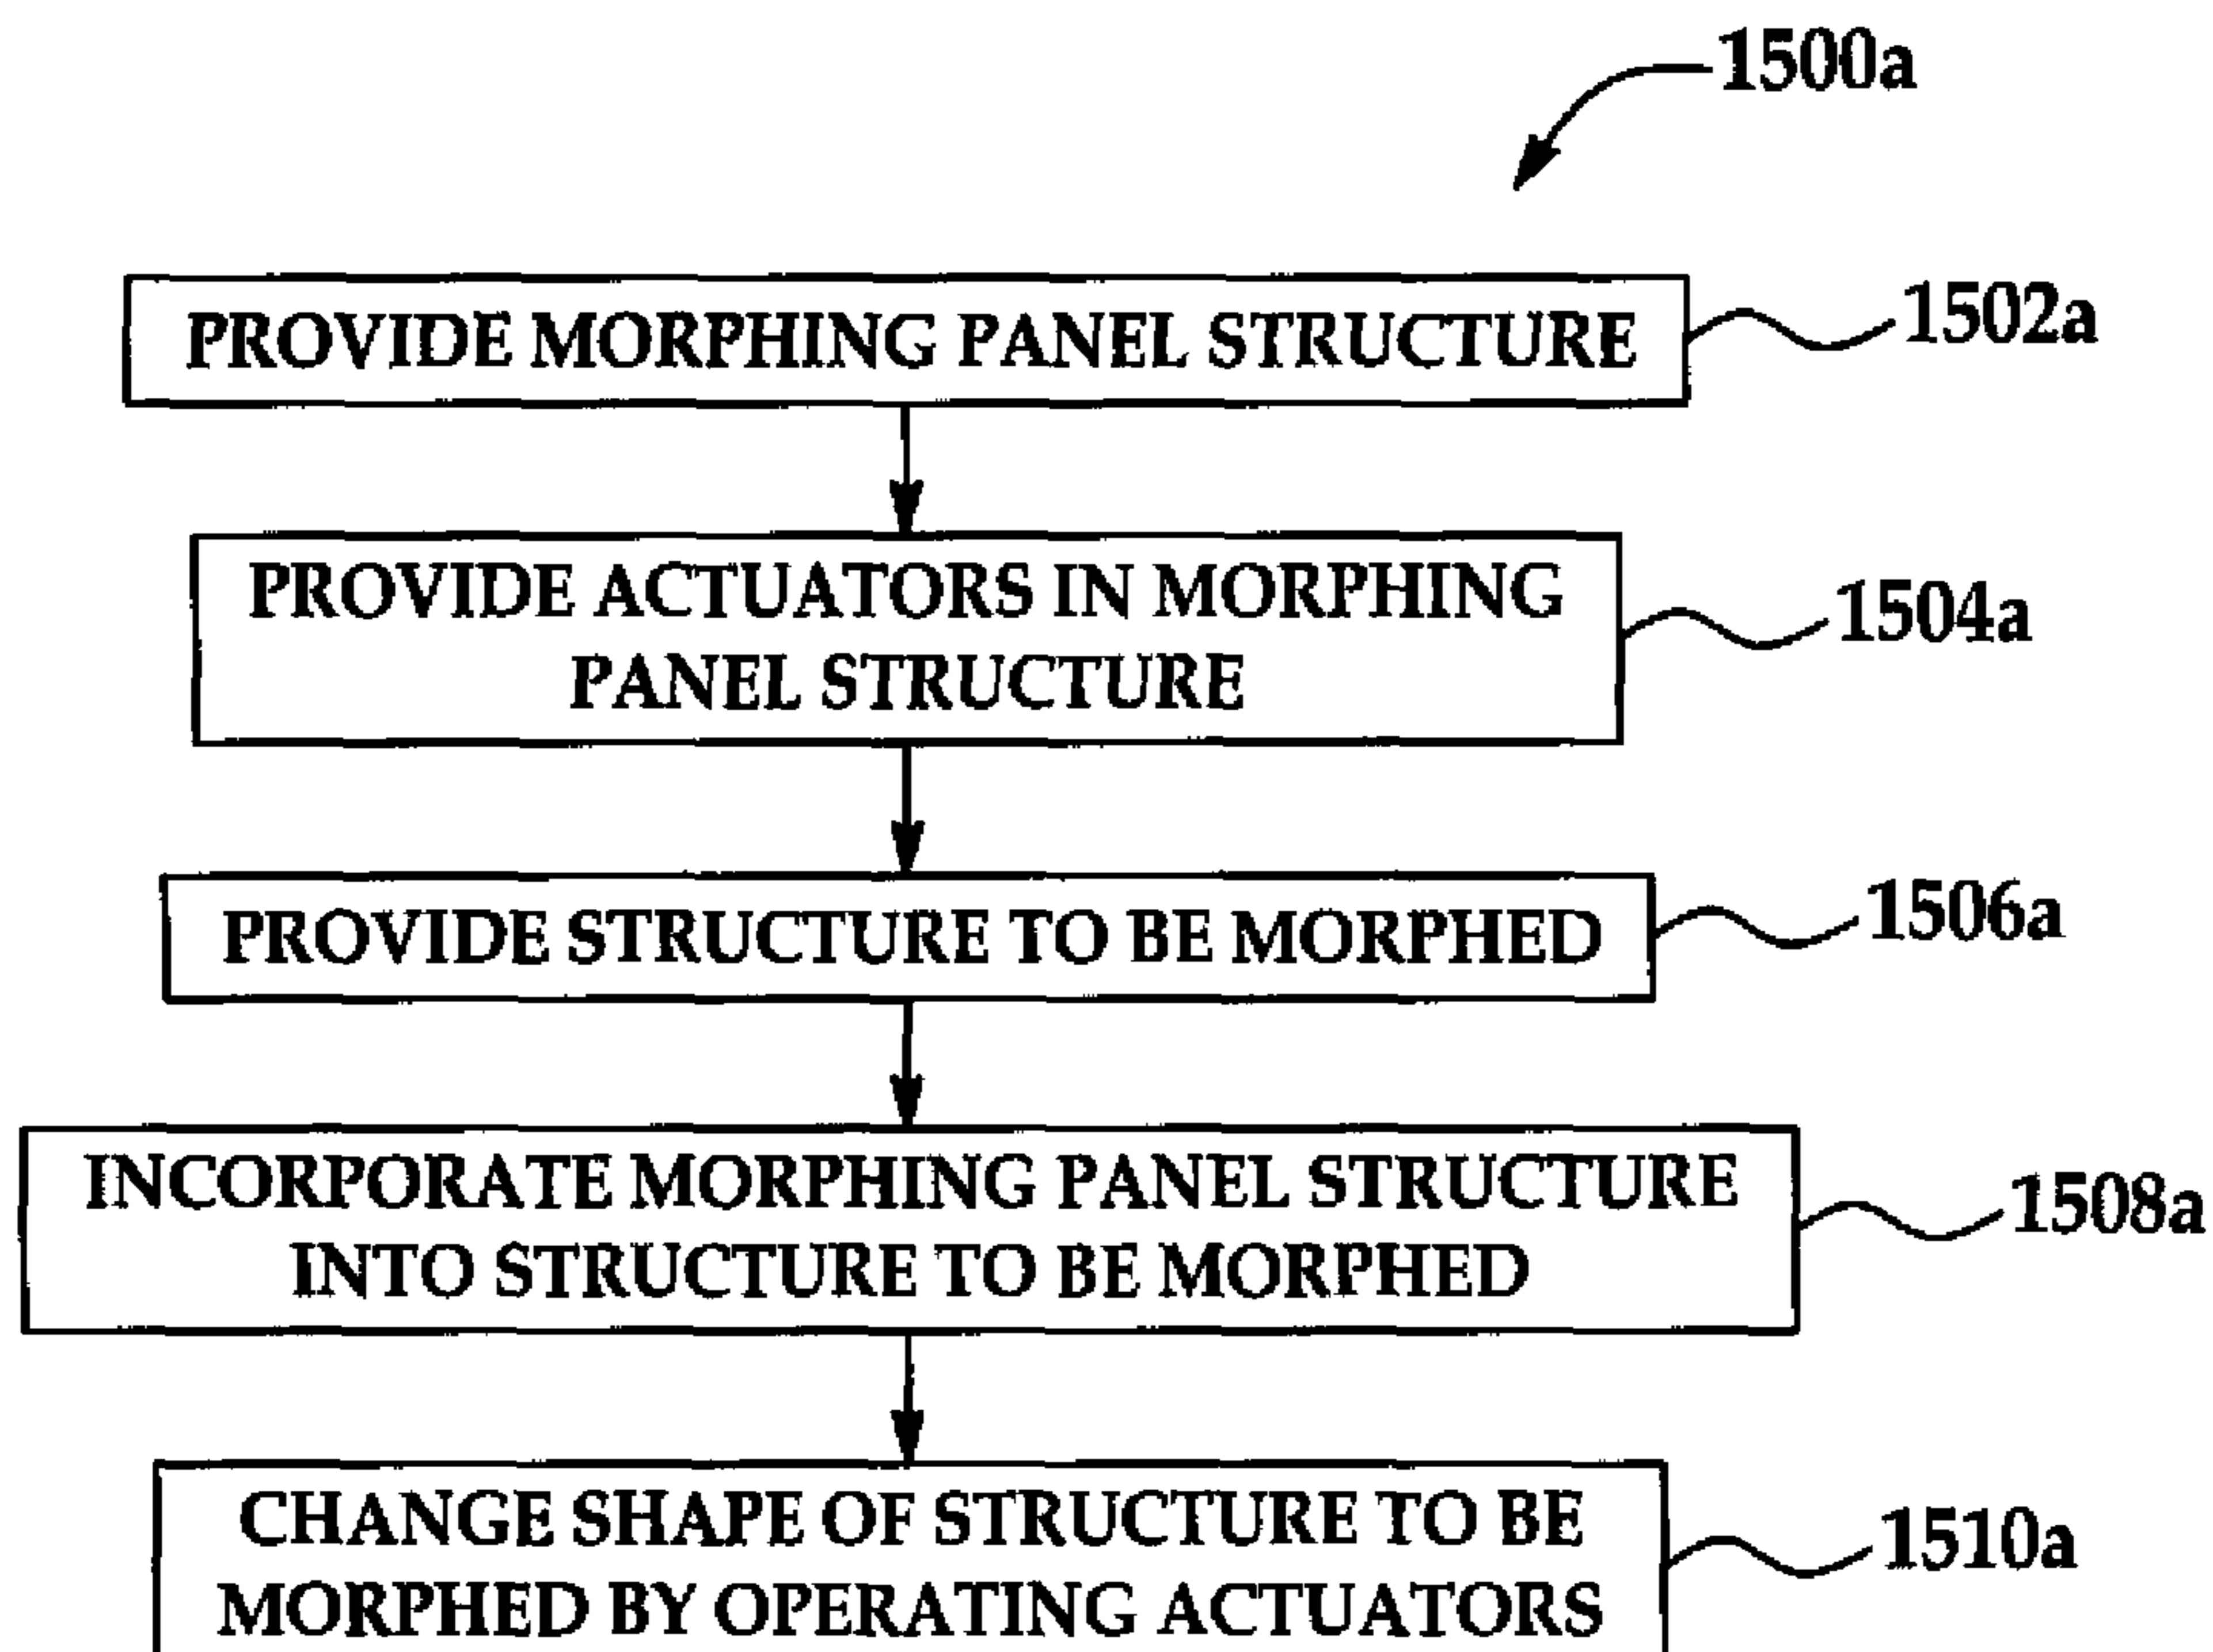 1500a
PROVIDE MORPHING PANEL STRUCTURE
1502a
PROVIDE ACTUATORS IN MORPHING
PANEL STRUCTURE
1504a
PROVIDE STRUCTURE TO BE MORPHED
1506a
INCORPORATE MORPHING PANEL STRUCTURE
INTO STRUCTURE TO BE MORPHED
1508a
CHANGE SHAPE OF STRUCTURE TO BE
MORPHED BY OPERATING ACTUATORS
1510a